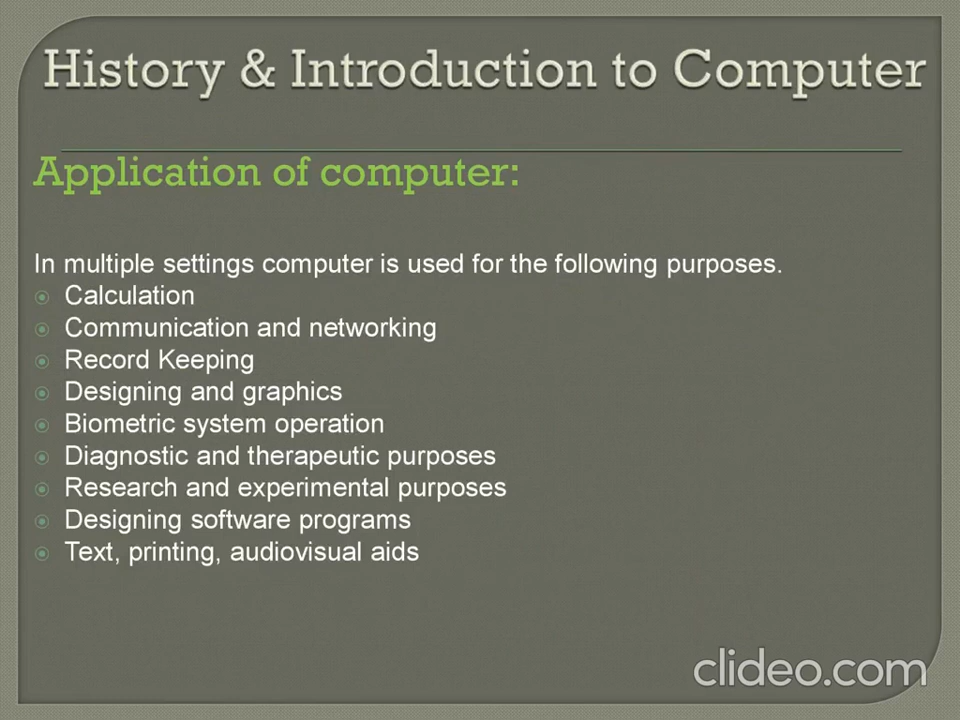 History & Introduction to Computer
Application of computer:
In multiple settings computer is used for the following purposes.
Calculation
Communication and networking
Record Keeping
Designing and graphics
Biometric system operation
Diagnostic and therapeutic purposes
Research and experimental purposes
Designing software programs
Text, printing, audiovisual aids
clideo.com